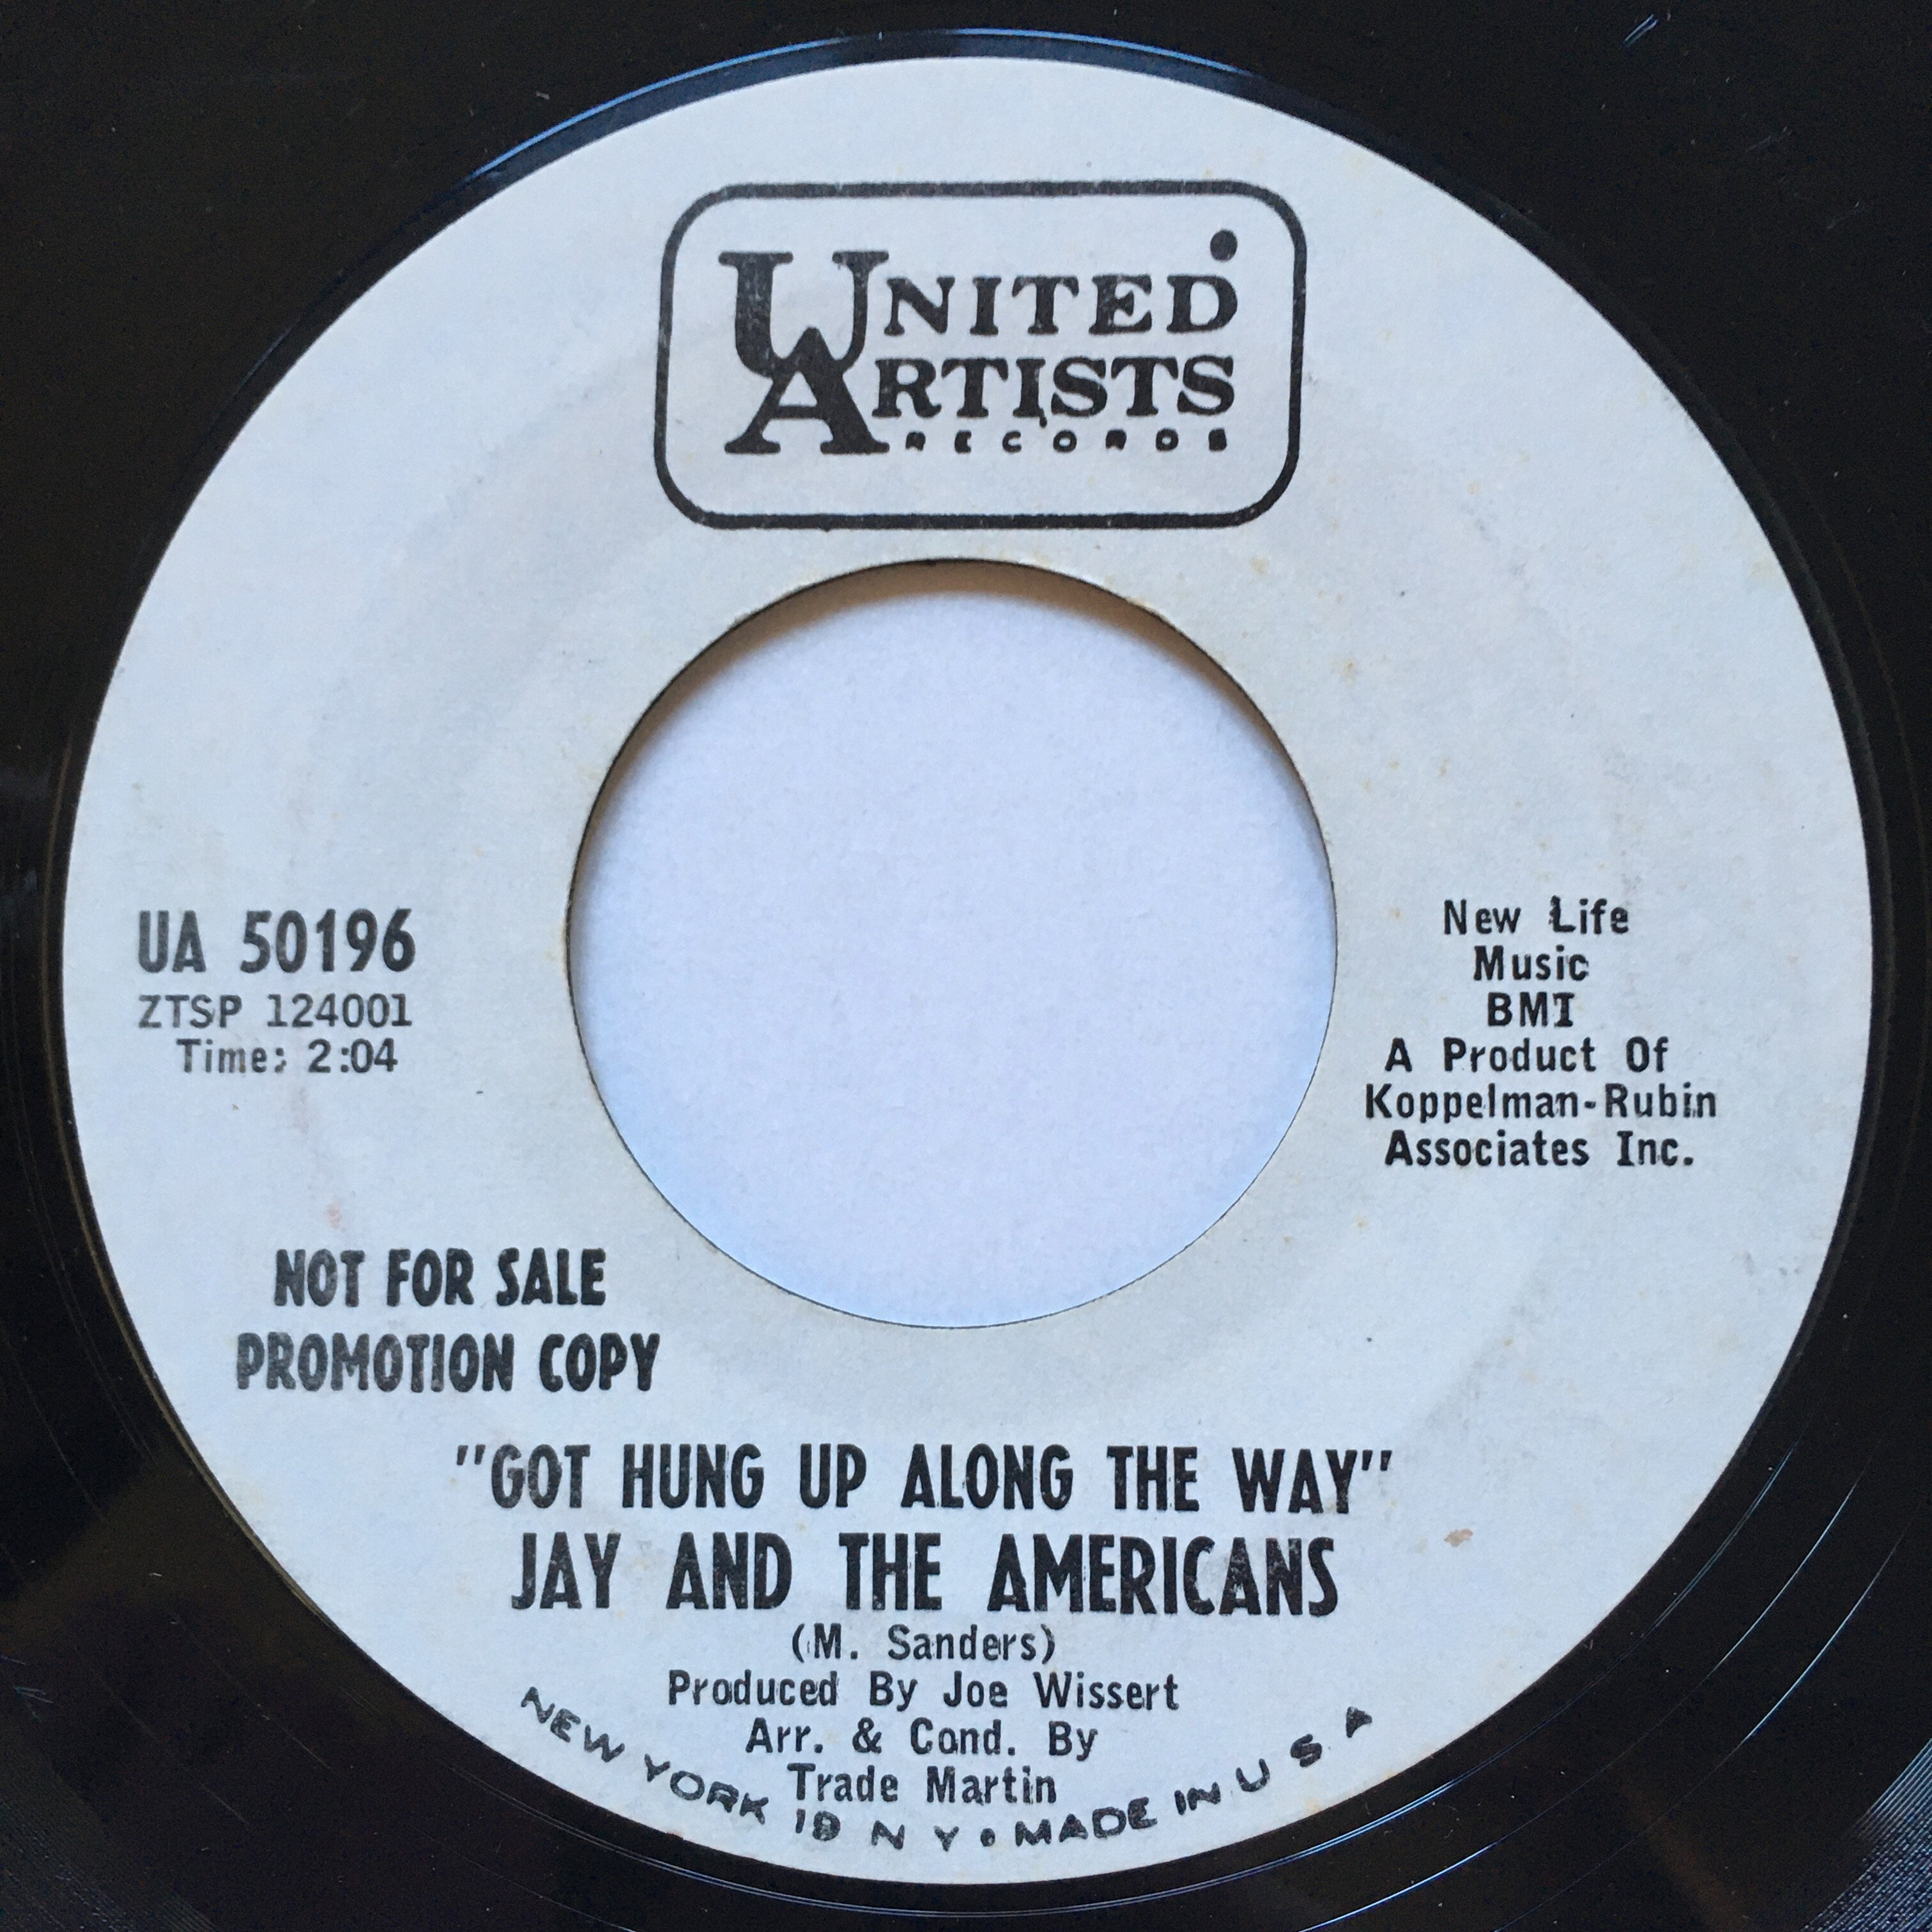 UNITED
ARTISTS
RECORDS
UA 50196
ZTSP 124001
Time: 2:04
New Life
Music
BMI
A Product Of
Koppelman-Rubin
Associates Inc.
NOT FOR SALE
PROMOTION COPY
"GOT HUNG UP ALONG THE WAY"
JAY AND THE AMERICANS
(M. Sanders)
Produced By Joe Wissert
Arr. & Cond. By
Trade Martin
NEW YORK 19 N Y • MADE IN U S A